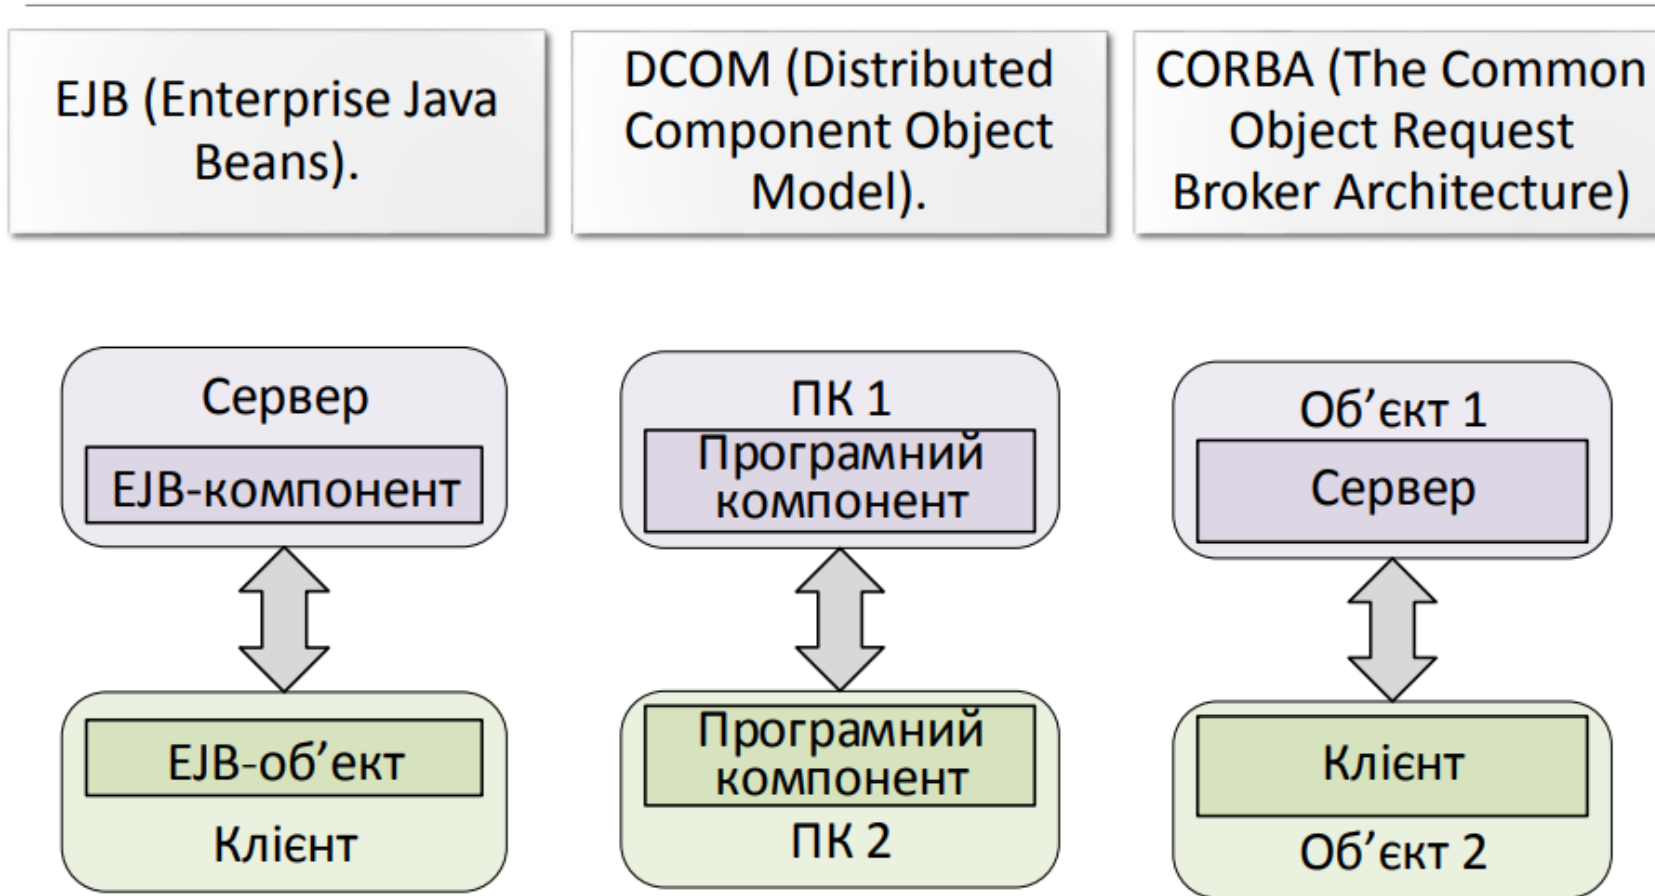 EJB (Enterprise Java
Beans).
DCOM (Distributed
Component Object
Model).
CORBA (The Common
Object Request
Broker Architecture)
Сервер
EJB-компонент
EJB-об’ект
Клієнт
ПК 1
Програмний
компонент
Програмний
компонент
ПК 2
Об’єкт 1
Сервер
Клієнт
Об’єкт 2